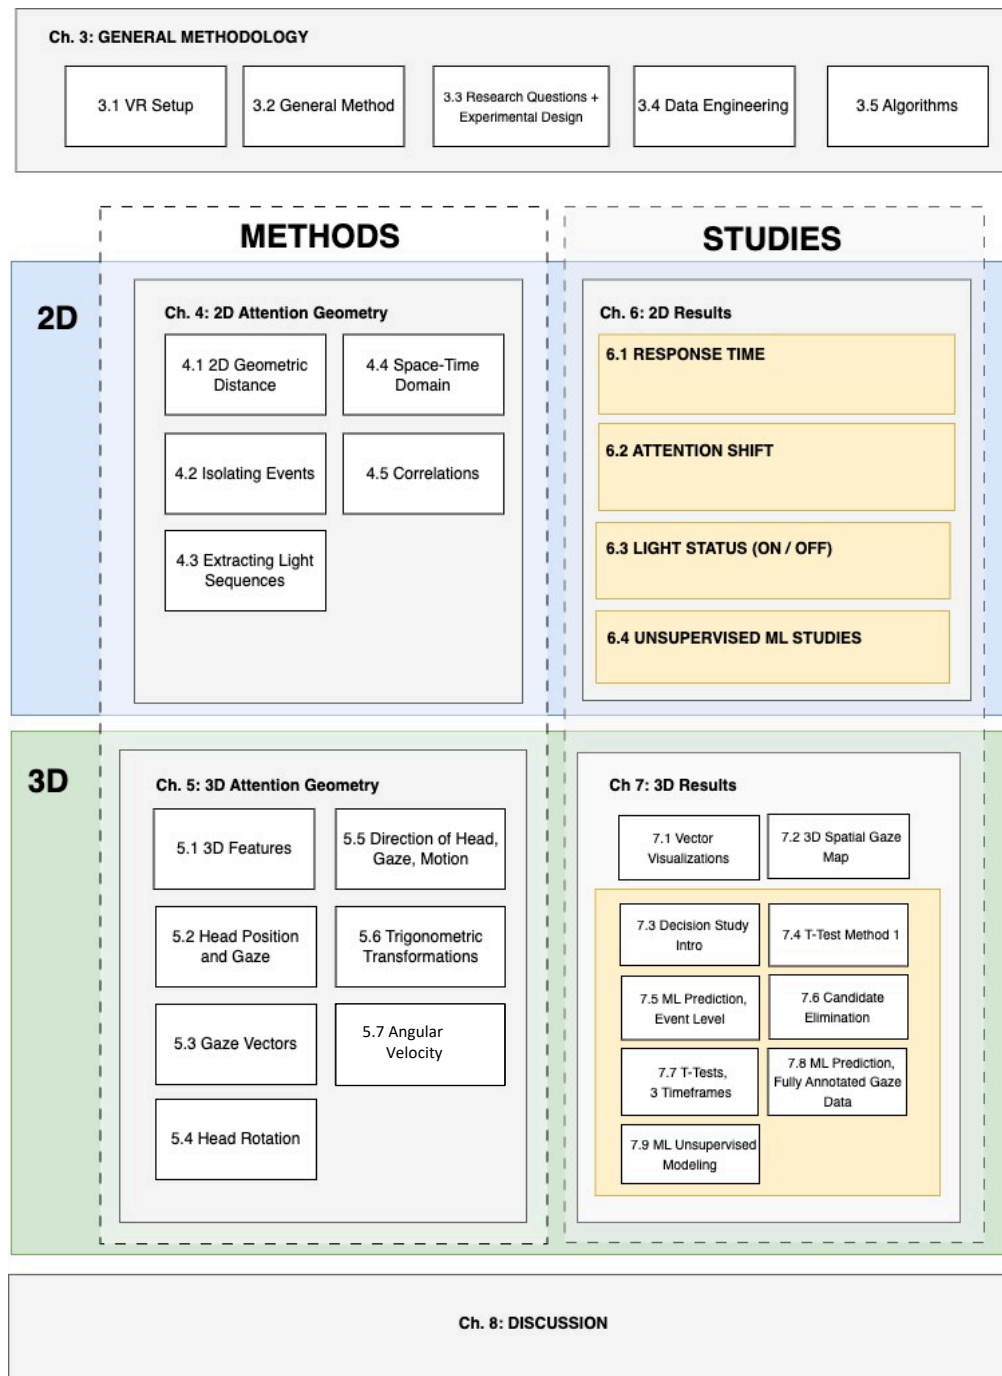 Ch. 3: GENERAL METHODOLOGY
3.1 VR Setup
3.2 General Method
3.3 Research Questions +
Experimental Design
3.4 Data Engineering
3.5 Algorithms
METHODS
STUDIES
2D
Ch. 4: 2D Attention Geometry
4.1 2D Geometric
Distance
4.4 Space-Time
Domain
4.2 Isolating Events
4.5 Correlations
4.3 Extracting Light
Sequences
Ch. 6: 2D Results
6.1 RESPONSE TIME
6.2 ATTENTION SHIFT
6.3 LIGHT STATUS (ON / OFF)
6.4 UNSUPERVISED ML STUDIES
3D
Ch. 5: 3D Attention Geometry
5.1 3D Features
5.5 Direction of Head,
Gaze, Motion
5.2 Head Position
and Gaze
5.6 Trigonometric
Transformations
5.3 Gaze Vectors
5.7 Angular
Velocity
5.4 Head Rotation
Ch 7: 3D Results
7.1 Vector
Visualizations
7.2 3D Spatial Gaze
Map
7.3 Decision Study
Intro
7.4 T-Test Method 1
7.5 ML Prediction,
Event Level
7.6 Candidate
Elimination
7.7 T-Tests,
3 Timeframes
7.8 ML Prediction,
Fully Annotated Gaze
Data
7.9 ML Unsupervised
Modeling
Ch. 8: DISCUSSION